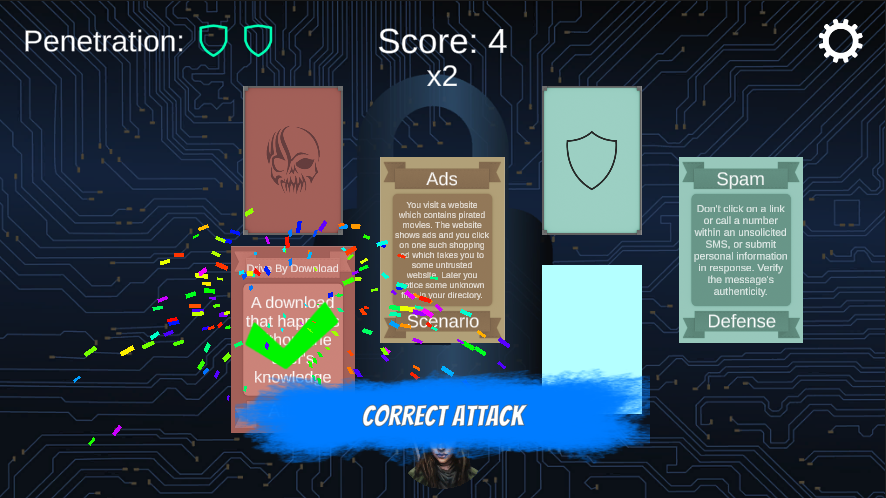 Penetration:
Score: 4
x2
Ads
You visit a website
which contains pirated
movies. The website
shows ads and you click
on one such shopping
which takes you to
some untrusted
website. Later you
some unknown
in your directory.
Scenario
Spam
Don't click on a link
or call a number
within an unsolicited
SMS, or submit
personal information
in response. Verify
the message's
authenticity.
Defense
Drive By Download
A download
that
knowledge
CORRECT ATTACK